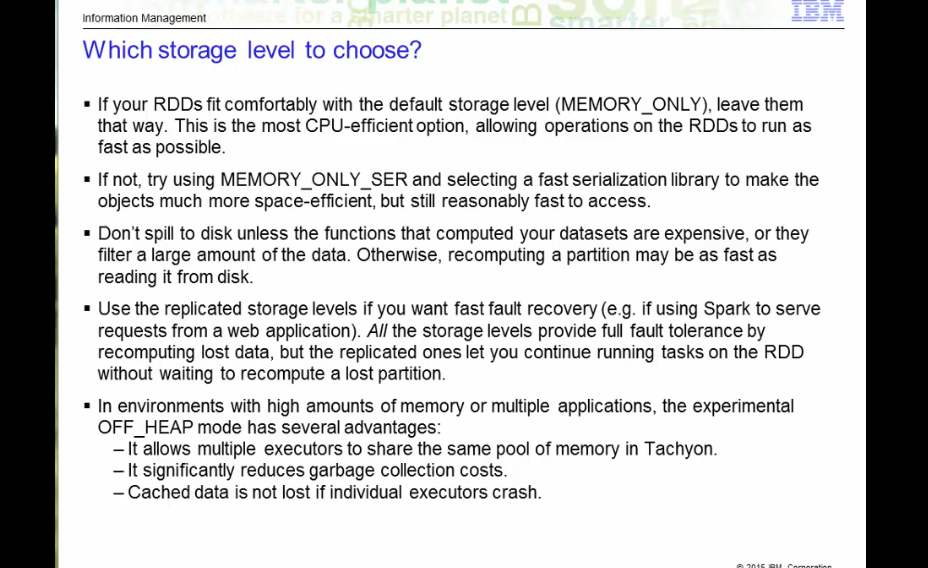 Information Management
software for a smarter planet
IBM
Which storage level to choose?
▪ If your RDDs fit comfortably with the default storage level (MEMORY_ONLY), leave them
that way. This is the most CPU-efficient option, allowing operations on the RDDs to run as
fast as possible.
▪ If not, try using MEMORY_ONLY_SER and selecting a fast serialization library to make the
objects much more space-efficient, but still reasonably fast to access.
▪ Don't spill to disk unless the functions that computed your datasets are expensive, or they
filter a large amount of the data. Otherwise, recomputing a partition may be as fast as
reading it from disk.
▪ Use the replicated storage levels if you want fast fault recovery (e.g. if using Spark to serve
requests from a web application). All the storage levels provide full fault tolerance by
recomputing lost data, but the replicated ones let you continue running tasks on the RDD
without waiting to recompute a lost partition.
▪ In environments with high amounts of memory or multiple applications, the experimental
OFF_HEAP mode has several advantages:
– It allows multiple executors to share the same pool of memory in Tachyon.
– It significantly reduces garbage collection costs.
– Cached data is not lost if individual executors crash.
© 2015 IBM Corporation